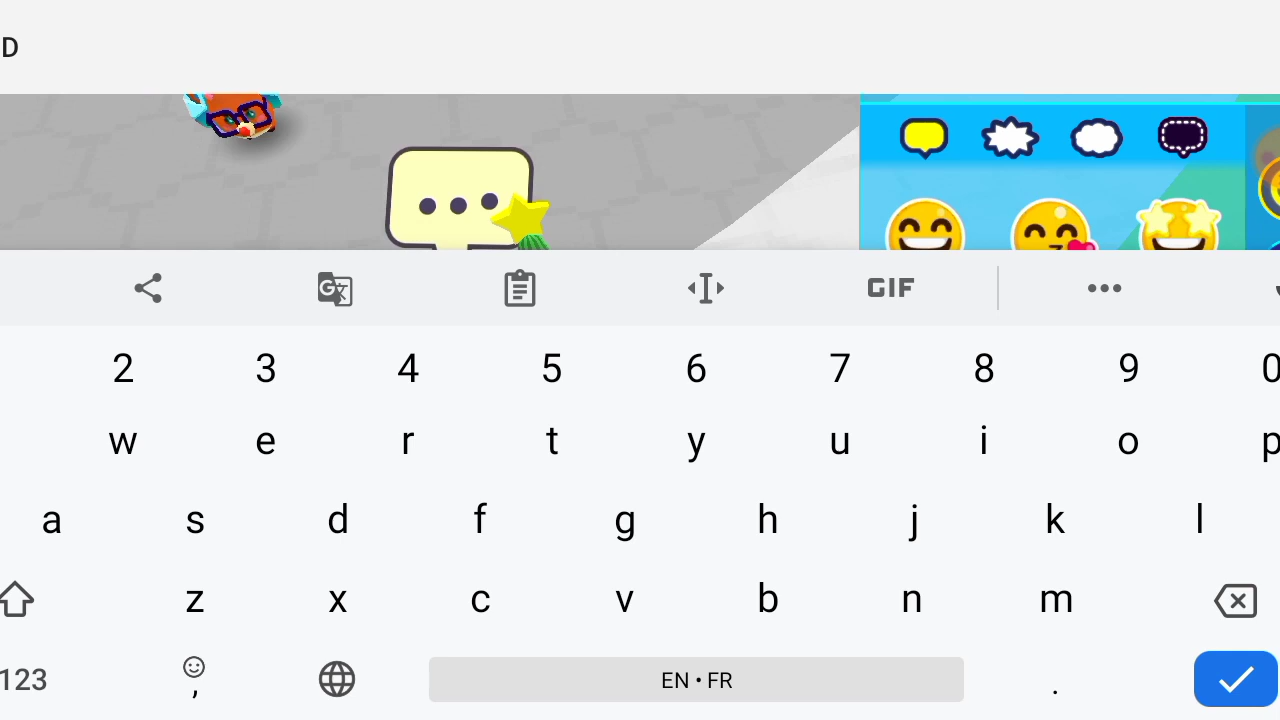 D
GIF
2 3 4 5 6 7 8 9 0
w e r t y u i o p
a s d f g h j k l
z x c v b n m
123 , EN • FR .